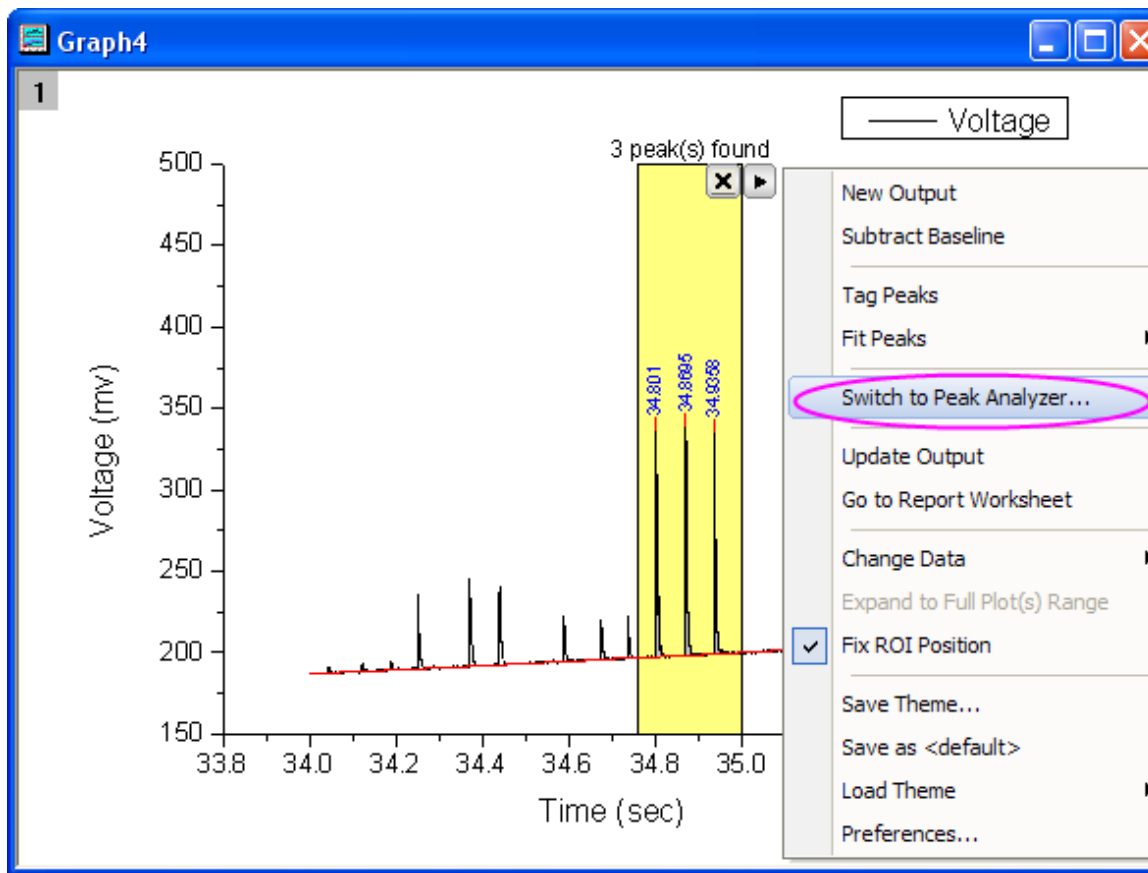 Graph4
1
Voltage
3 peak(s) found
500
450
400
350
300
250
200
150
Voltage (mv)
34.801
34.8695
34.9358
33.8 34.0 34.2 34.4 34.6 34.8 35.0
Time (sec)
New Output
Subtract Baseline
Tag Peaks
Fit Peaks
Switch to Peak Analyzer...
Update Output
Go to Report Worksheet
Change Data
Expand to Full Plot(s) Range
Fix ROI Position
Save Theme...
Save as <default>
Load Theme
Preferences...